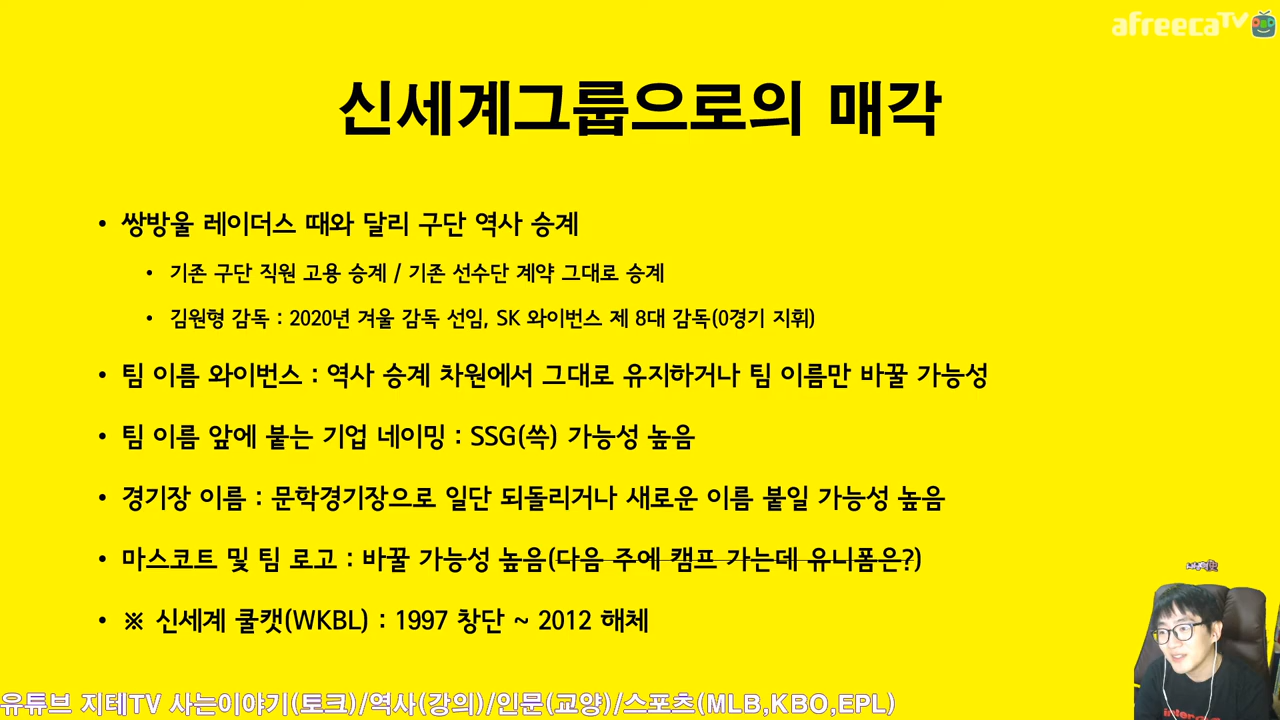 afreecaTV
신세계그룹으로의 매각
• 쌍방울 레이더스 때와 달리 구단 역사 승계
• 기존 구단 직원 고용 승계 / 기존 선수단 계약 그대로 승계
• 김원형 감독 : 2020년 겨울 감독 선임, SK 와이번스 제 8대 감독(0경기 지휘)
• 팀 이름 와이번스 : 역사 승계 차원에서 그대로 유지하거나 팀 이름만 바꿀 가능성
• 팀 이름 앞에 붙는 기업 네이밍 : SSG(쓱) 가능성 높음
• 경기장 이름 : 문학경기장으로 일단 되돌리거나 새로운 이름 붙일 가능성 높음
• 마스코트 및 팀 로고 : 바꿀 가능성 높음(다음 주에 캠프 가는데 유니폼은?)
• ※ 신세계 쿨캣(WKBL) : 1997 창단 ~ 2012 해체
유튜브 지테TV 사는이야기(토크)/역사(강의)/인문(교양)/스포츠(MLB,KBO,EPL)